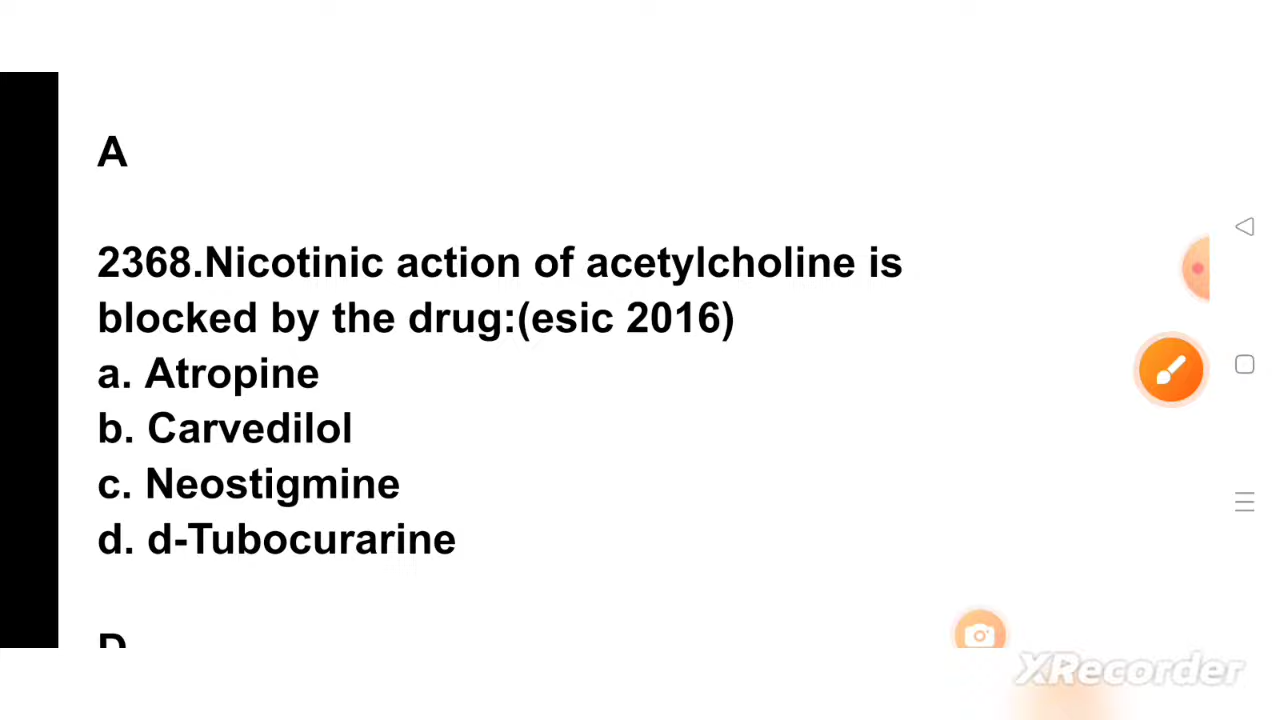 A
2368.Nicotinic action of acetylcholine is
blocked by the drug:(esic 2016)
a. Atropine
b. Carvedilol
c. Neostigmine
d. d-Tubocurarine
D
XRecorder